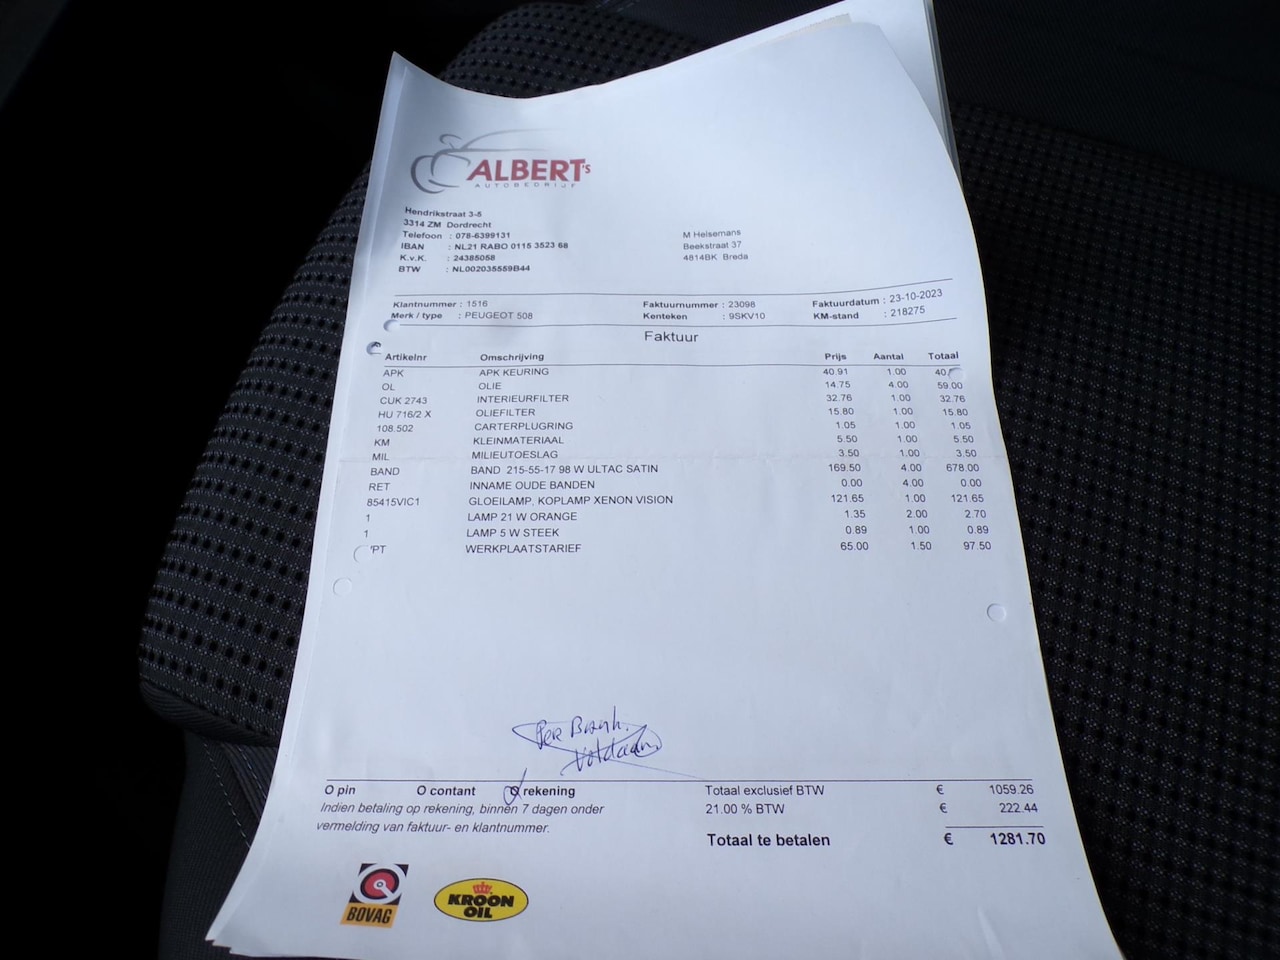 ALBERT's
AUTOBEDRIJF
Hendrikstraat 3-5
3314 ZM Dordrecht
Telefoon : 078-6399131
IBAN : NL21 RABO 0115 3523 68
K.v.K. : 24385058
BTW : NL002035559B44
M Helsemans
Beekstraat 37
4814BK Breda
Klantnummer : 1516 Faktuurnummer : 23098 Faktuurdatum : 23-10-2023
Merk / type : PEUGEOT 508 Kenteken : 9SKV10 KM-stand : 218275
Faktuur
Artikelnr Omschrijving Prijs Aantal Totaal
APK APK KEURING 40.91 1.00 40.
OL OLIE 14.75 4.00 59.00
CUK 2743 INTERIEURFILTER 32.76 1.00 32.76
HU 716/2 X OLIEFILTER 15.80 1.00 15.80
108.502 CARTERPLUGRING 1.05 1.00 1.05
KM KLEINMATERIAAL 5.50 1.00 5.50
MIL MILIEUTOESLAG 3.50 1.00 3.50
BAND BAND 215-55-17 98 W ULTAC SATIN 169.50 4.00 678.00
RET INNAME OUDE BANDEN 0.00 4.00 0.00
85415VIC1 GLOEILAMP, KOPLAMP XENON VISION 121.65 1.00 121.65
1 LAMP 21 W ORANGE 1.35 2.00 2.70
1 LAMP 5 W STEEK 0.89 1.00 0.89
PT WERKPLAATSTARIEF 65.00 1.50 97.50
Per Bank.
Voldaan
O pin O contant O rekening
Indien betaling op rekening, binnen 7 dagen onder
vermelding van faktuur- en klantnummer.
Totaal exclusief BTW € 1059.26
21.00 % BTW € 222.44
Totaal te betalen € 1281.70
BOVAG
KROON
OIL